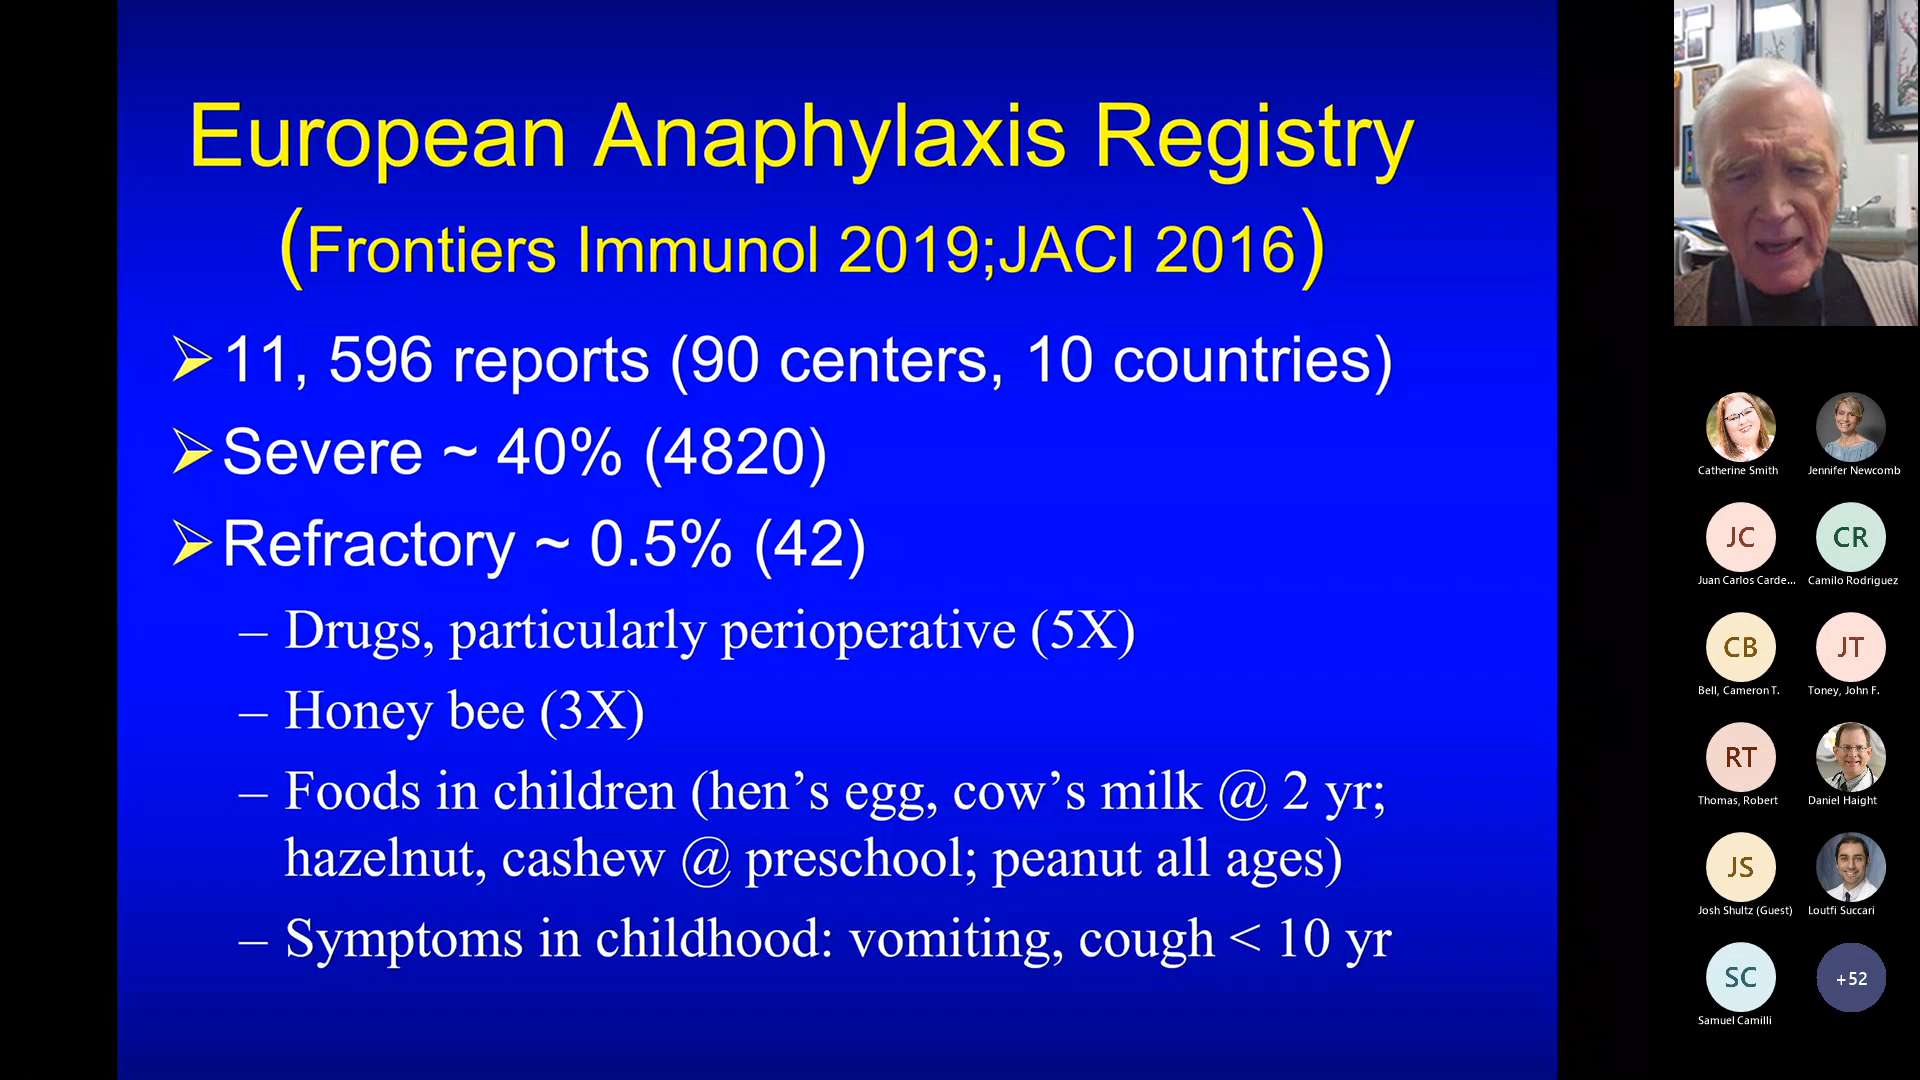 European Anaphylaxis Registry
(Frontiers Immunol 2019;JACI 2016)
11, 596 reports (90 centers, 10 countries)
Severe ~ 40% (4820)
Refractory ~ 0.5% (42)
– Drugs, particularly perioperative (5X)
– Honey bee (3X)
– Foods in children (hen’s egg, cow’s milk @ 2 yr;
hazelnut, cashew @ preschool; peanut all ages)
– Symptoms in childhood: vomiting, cough < 10 yr
Catherine Smith
Jennifer Newcomb
JC
CR
Juan Carlos Carde...
Camilo Rodriguez
CB
JT
Bell, Cameron T.
Toney, John F.
RT
Thomas, Robert
Daniel Haight
JS
Josh Shultz (Guest)
Loutfi Succari
SC
+52
Samuel Camilli